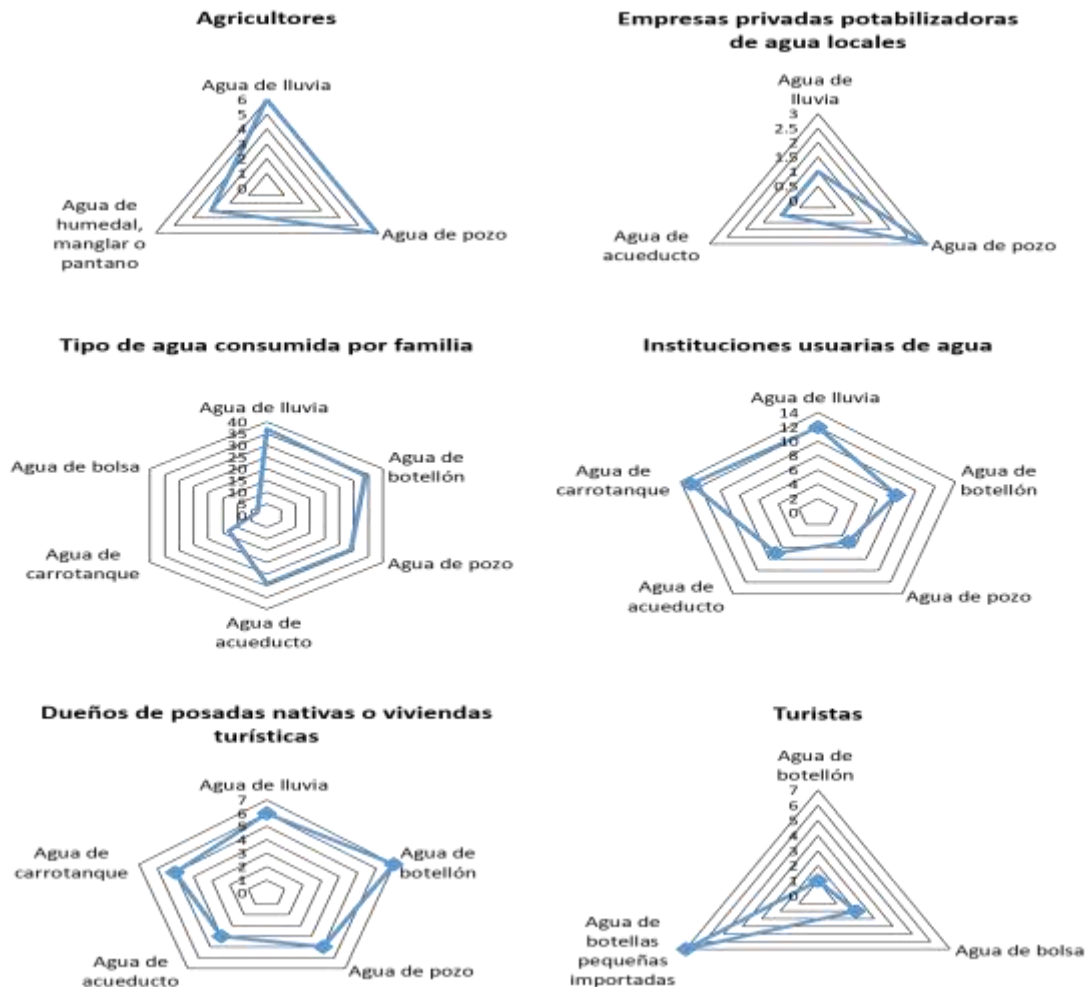 Agricultores
Agua de lluvia
6
5
4
3
2
1
0
Agua de
humedal,
manglar o
pantano
Agua de pozo
Empresas privadas potabilizadoras
de agua locales
Agua de
lluvia
3
2.5
2
1.5
1
0.5
0
Agua de
acueducto
Agua de pozo
Tipo de agua consumida por familia
Agua de lluvia
40
35
30
25
20
15
10
5
0
Agua de bolsa
Agua de
botellón
Agua de
carrotanque
Agua de pozo
Agua de
acueducto
Instituciones usuarias de agua
Agua de lluvia
14
12
10
8
6
4
2
0
Agua de
carrotanque
Agua de
botellón
Agua de
acueducto
Agua de pozo
Dueños de posadas nativas o viviendas
turísticas
Agua de lluvia
7
6
5
4
3
2
1
0
Agua de
carrotanque
Agua de
botellón
Agua de
acueducto
Agua de pozo
Turistas
Agua de
botellón
7
6
5
4
3
2
1
0
Agua de
botellas
pequeñas
importadas
Agua de bolsa